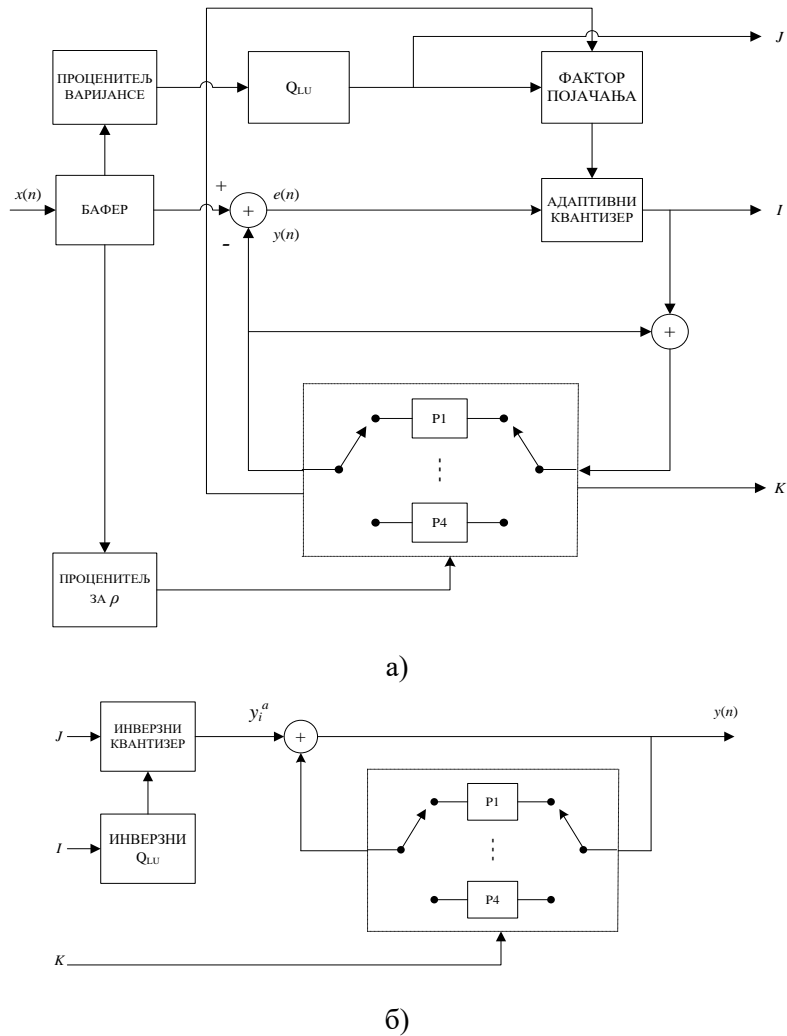 J
ПРОЦЕНИТЕЉ
ВАРИЈАНСЕ
Q_LU
ФАКТОР
ПОЈАЧАЊА
x(n)
БАФЕР
+
+
-
e(n)
y(n)
АДАПТИВНИ
КВАНТИЗЕР
I
+
P1
P4
K
ПРОЦЕНИТЕЉ
ЗА ρ
а)
J
ИНВЕРЗНИ
КВАНТИЗЕР
y_i^a
+
y(n)
I
ИНВЕРЗНИ
Q_LU
P1
P4
K
б)